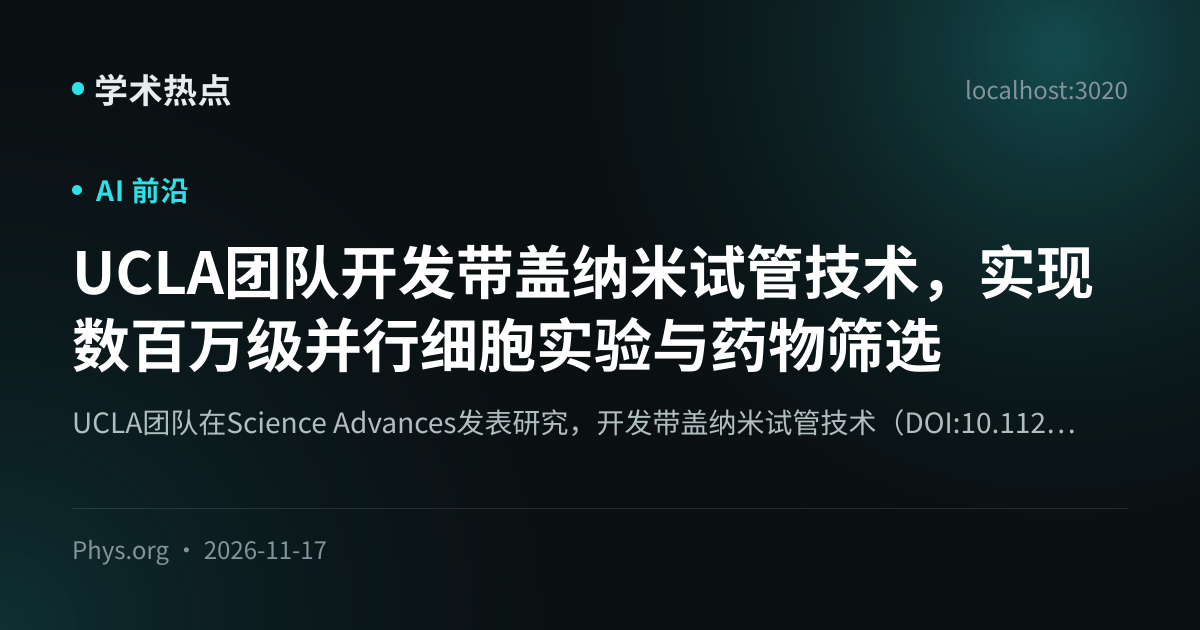 学术热点
localhost:3020
AI 前沿
UCLA团队开发带盖纳米试管技术，实现
数百万级并行细胞实验与药物筛选
UCLA团队在Science Advances发表研究，开发带盖纳米试管技术（DOI:10.112…
Phys.org · 2026-11-17